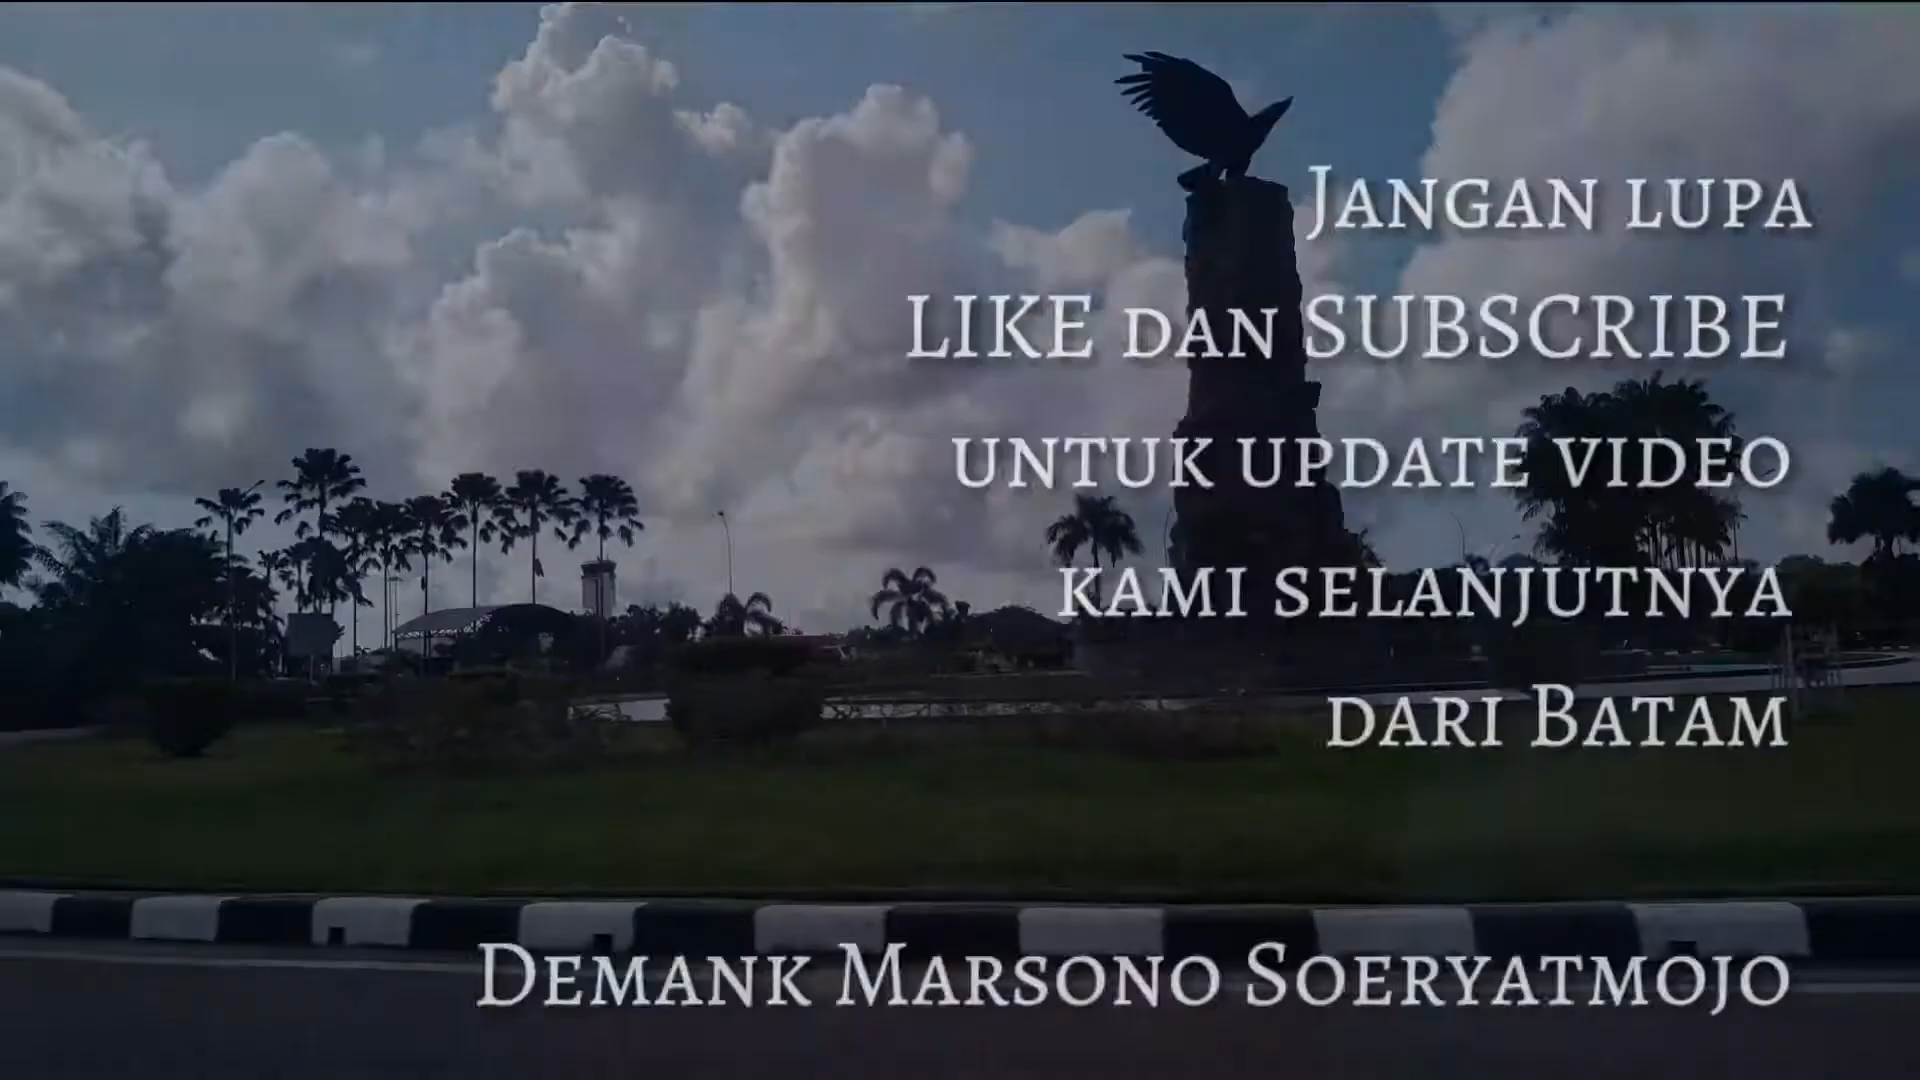 Jangan lupa
LIKE dan SUBSCRIBE
untuk update video
kami selanjutnya
dari Batam
Demank Marsono Soeryatmojo